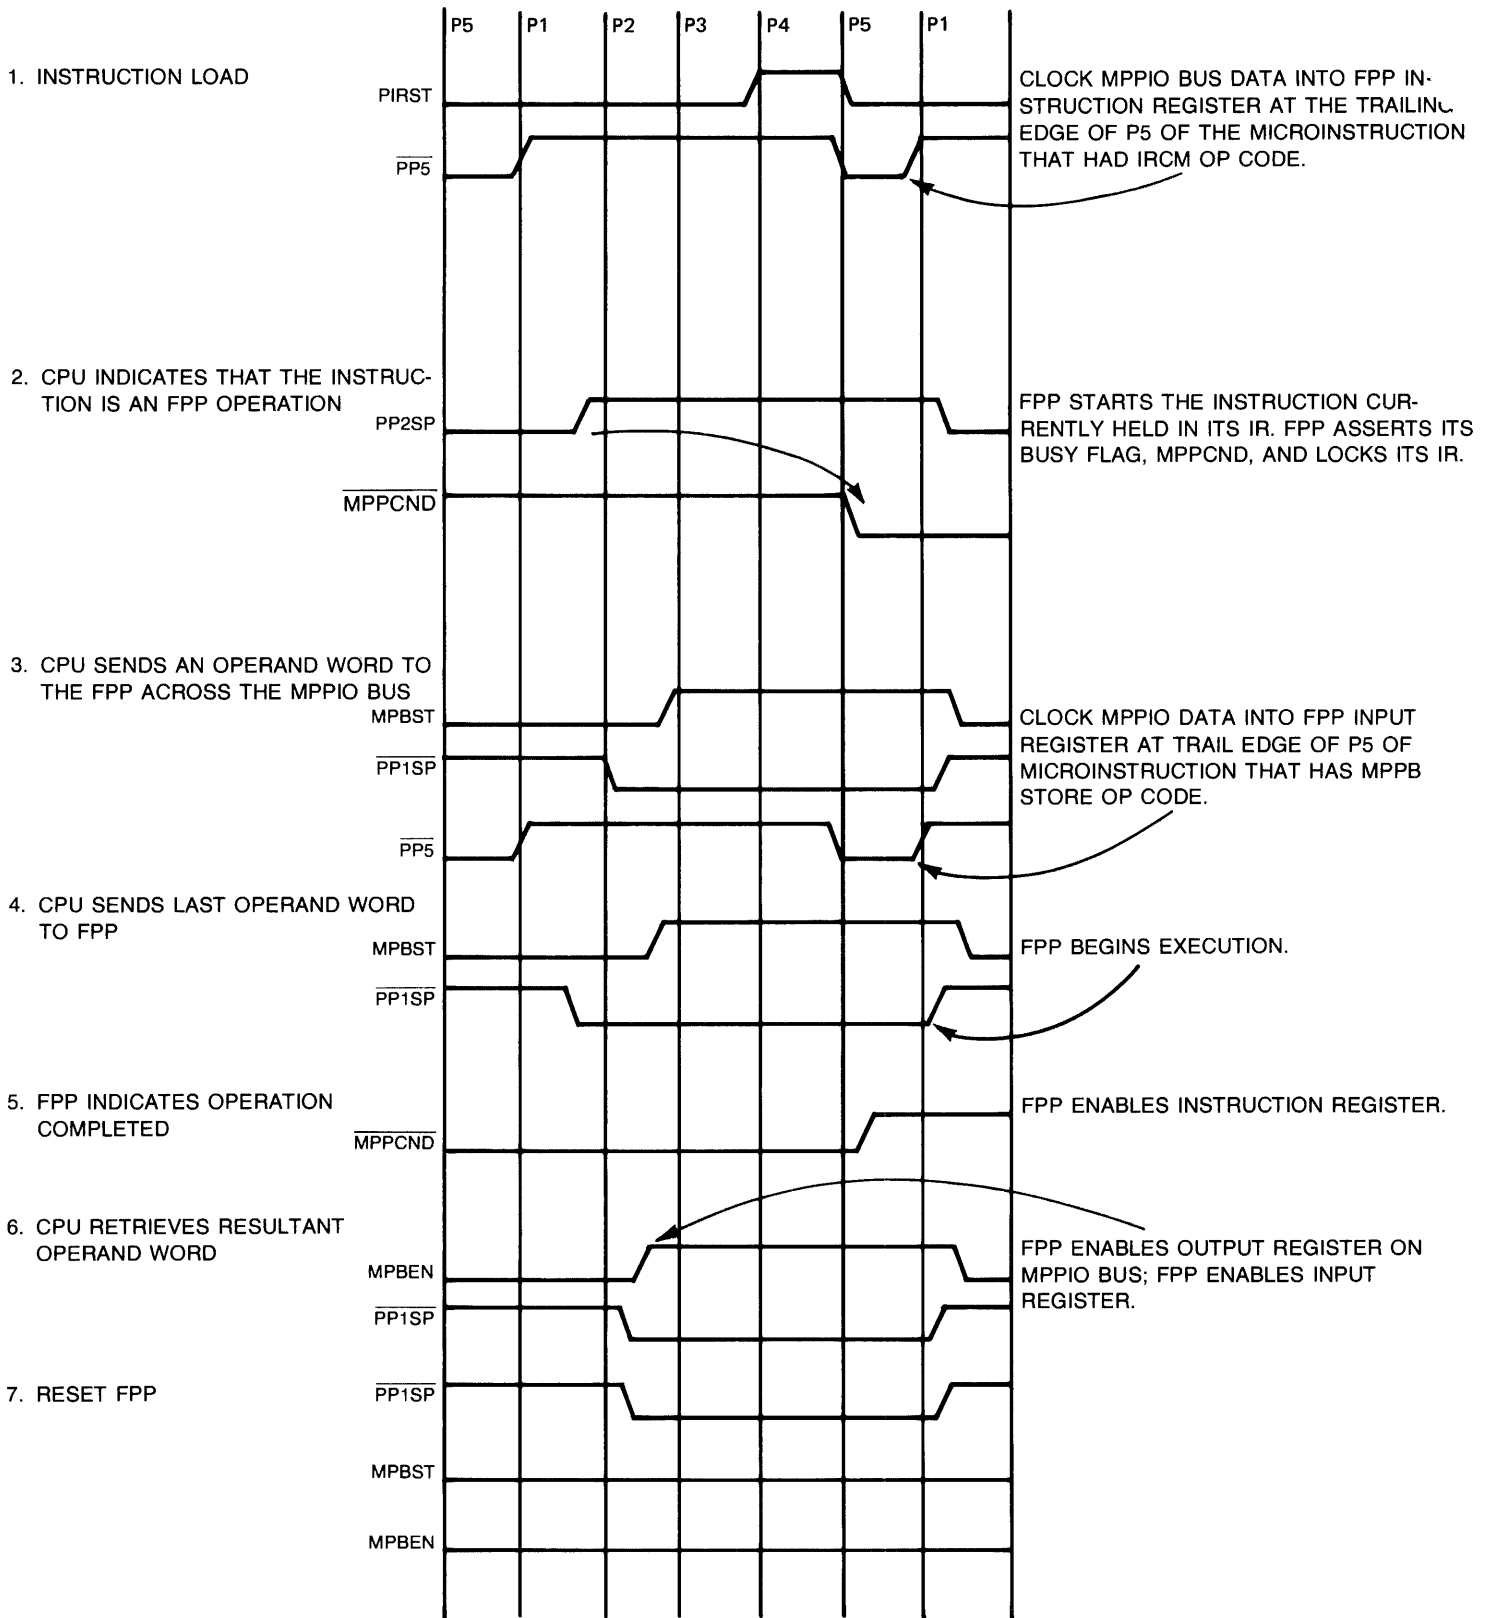 P5 P1 P2 P3 P4 P5 P1
1. INSTRUCTION LOAD
PIRST
PP5
CLOCK MPPIO BUS DATA INTO FPP IN-
STRUCTION REGISTER AT THE TRAILING
EDGE OF P5 OF THE MICROINSTRUCTION
THAT HAD IRCM OP CODE.
2. CPU INDICATES THAT THE INSTRUC-
TION IS AN FPP OPERATION
PP2SP
MPPCND
FPP STARTS THE INSTRUCTION CUR-
RENTLY HELD IN ITS IR. FPP ASSERTS ITS
BUSY FLAG, MPPCND, AND LOCKS ITS IR.
3. CPU SENDS AN OPERAND WORD TO
THE FPP ACROSS THE MPPIO BUS
MPBST
PP1SP
PP5
CLOCK MPPIO DATA INTO FPP INPUT
REGISTER AT TRAIL EDGE OF P5 OF
MICROINSTRUCTION THAT HAS MPPB
STORE OP CODE.
4. CPU SENDS LAST OPERAND WORD
TO FPP
MPBST
PP1SP
FPP BEGINS EXECUTION.
5. FPP INDICATES OPERATION
COMPLETED
MPPCND
FPP ENABLES INSTRUCTION REGISTER.
6. CPU RETRIEVES RESULTANT
OPERAND WORD
MPBEN
PP1SP
FPP ENABLES OUTPUT REGISTER ON
MPPIO BUS; FPP ENABLES INPUT
REGISTER.
7. RESET FPP
PP1SP
MPBST
MPBEN